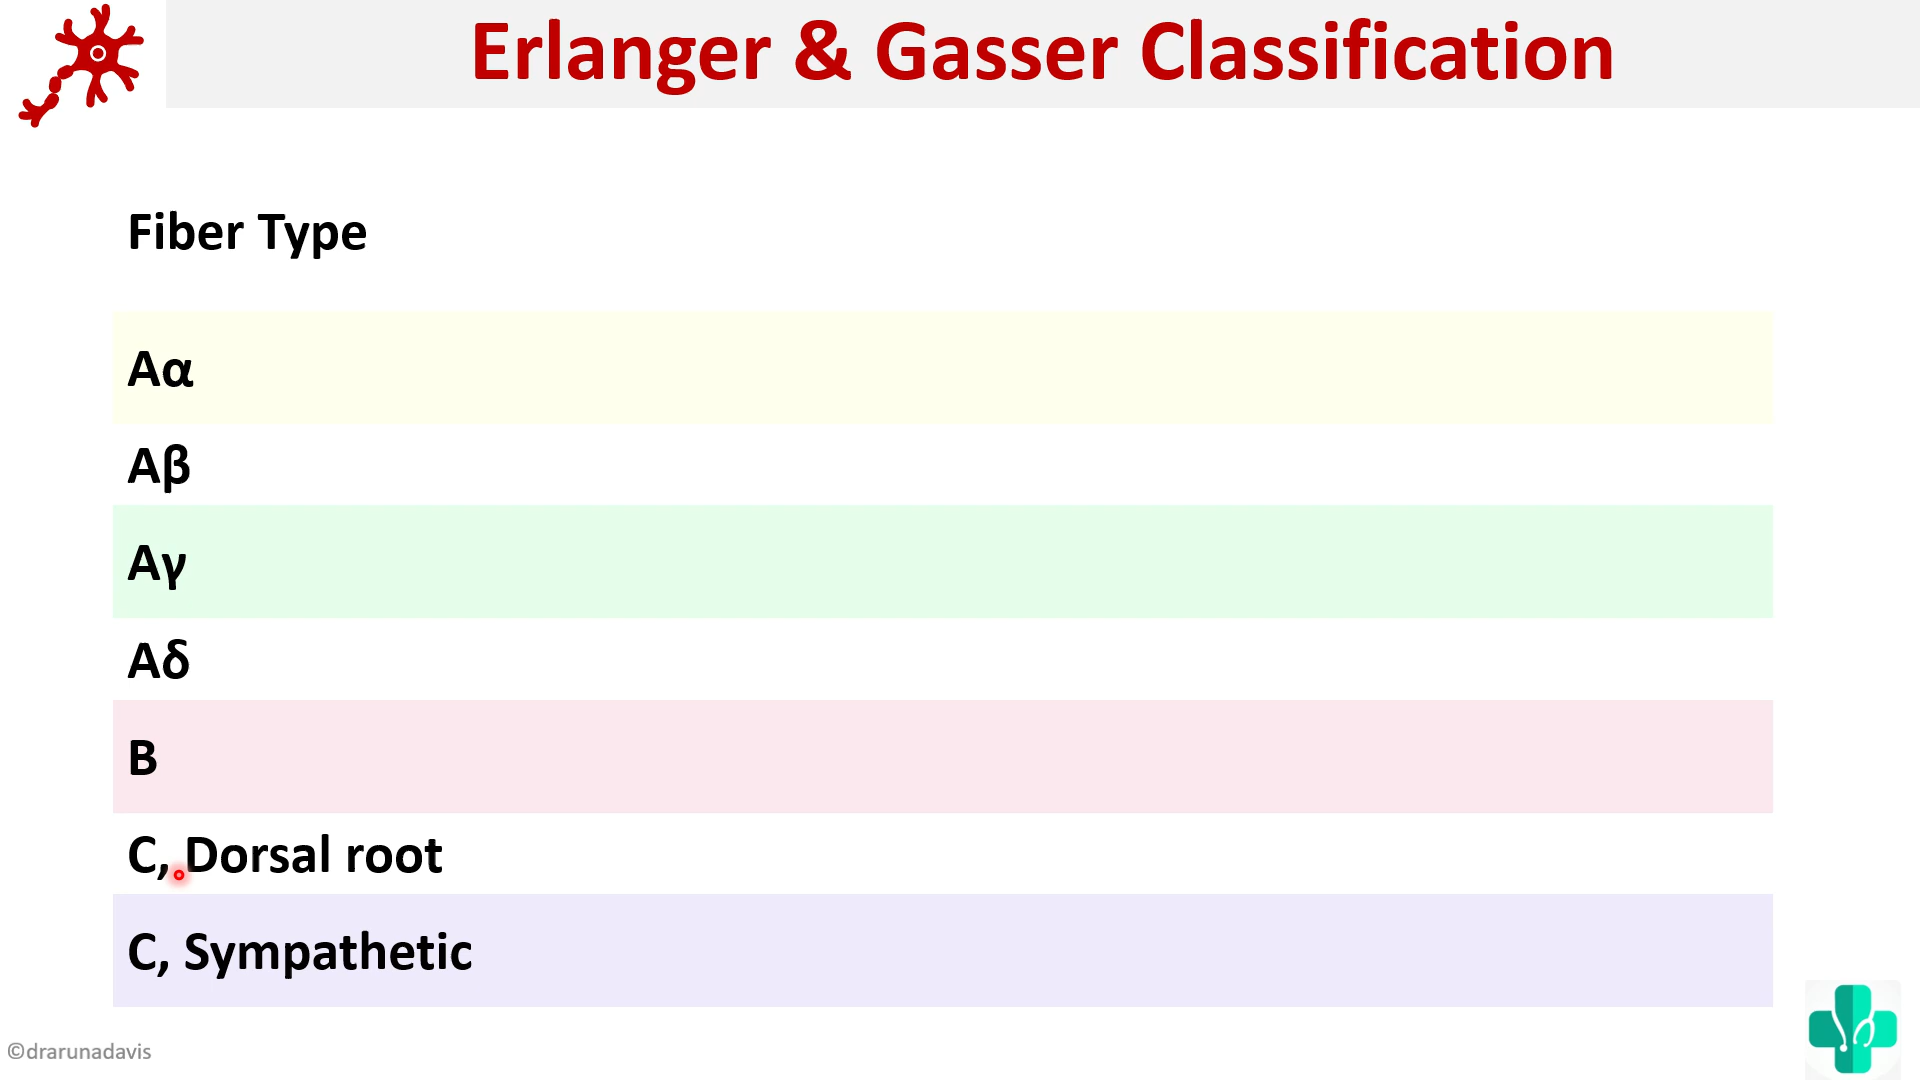 Erlanger & Gasser Classification
Fiber Type
Aα
Aβ
Aγ
Aδ
B
C, Dorsal root
C, Sympathetic
©drarunadavis